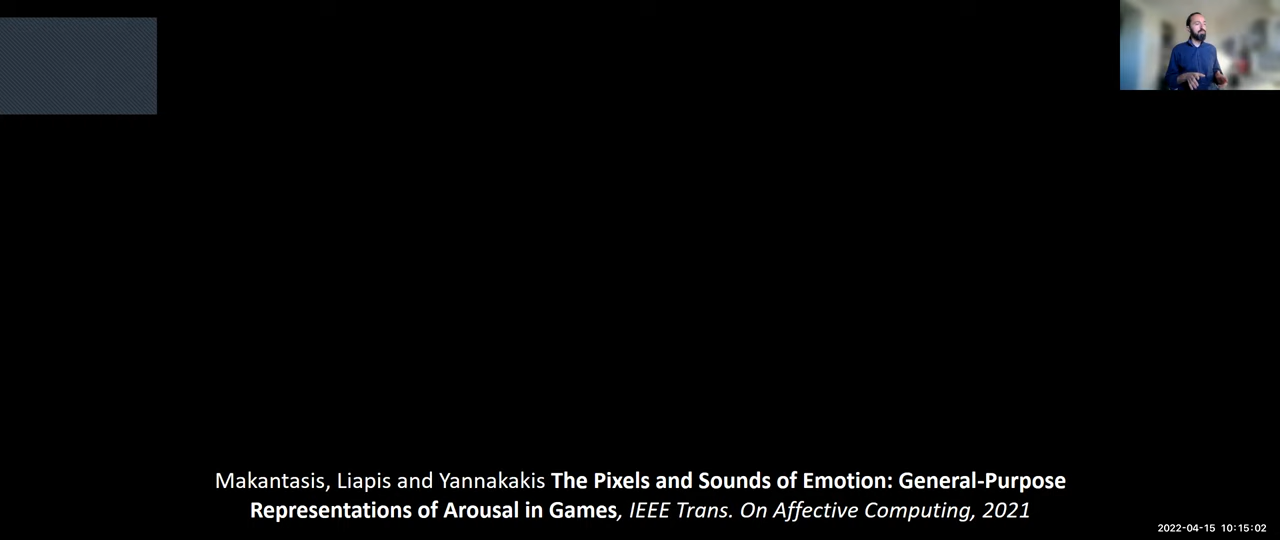 Makantasis, Liapis and Yannakakis The Pixels and Sounds of Emotion: General-Purpose
Representations of Arousal in Games, IEEE Trans. On Affective Computing, 2021
2022-04-15 10:15:02